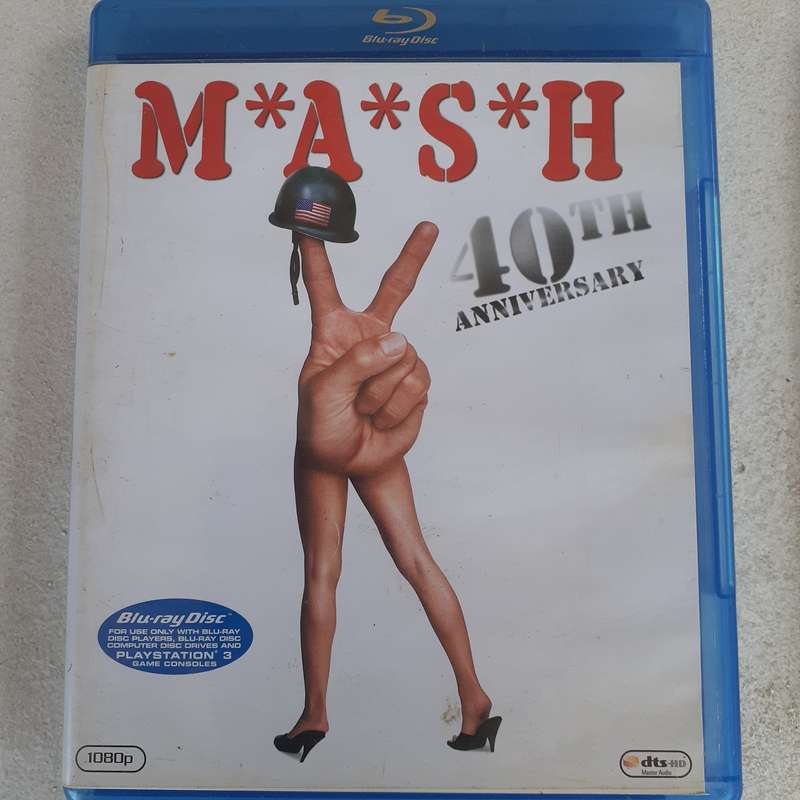 Blu-ray Disc
M*A*S*H
40TH
ANNIVERSARY
Blu-ray Disc™
FOR USE ONLY WITH BLU-RAY
DISC PLAYERS, BLU-RAY DISC
COMPUTER DISC DRIVES AND
PLAYSTATION® 3
GAME CONSOLES
1080p
dts-HD
Master Audio